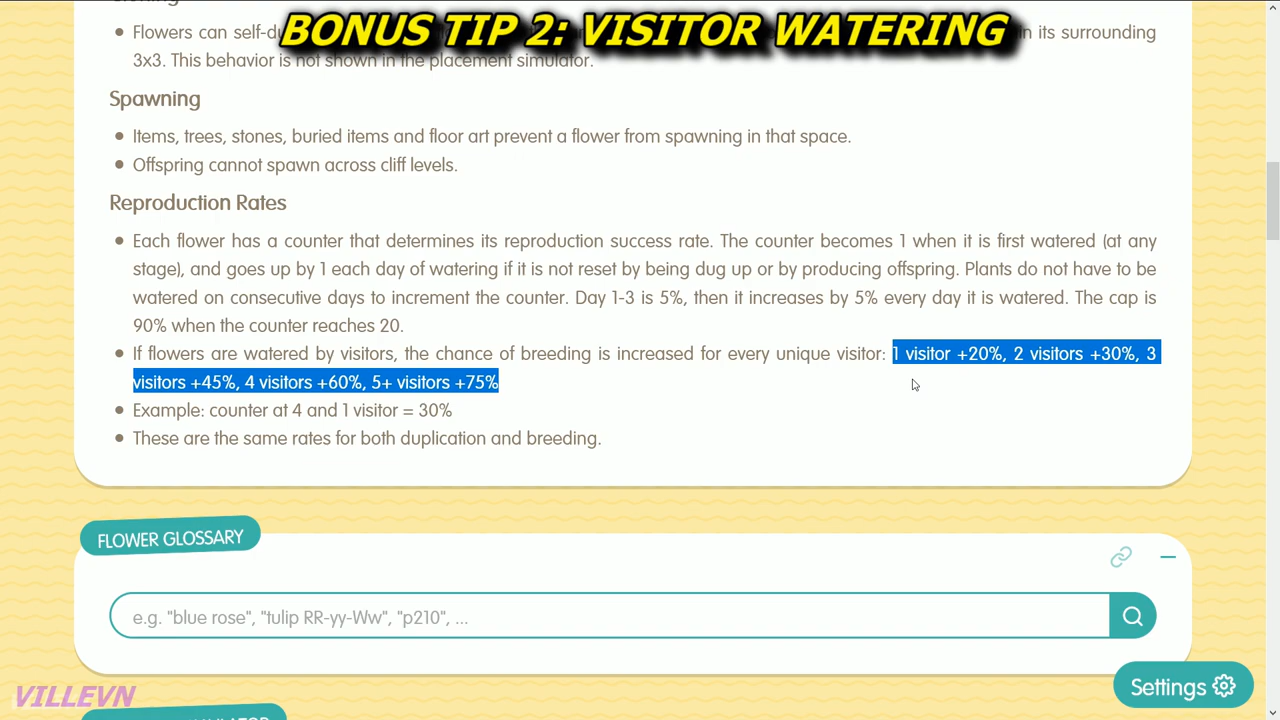 BONUS TIP 2: VISITOR WATERING
Flowers can self-d in its surrounding
3x3. This behavior is not shown in the placement simulator.
Spawning
Items, trees, stones, buried items and floor art prevent a flower from spawning in that space.
Offspring cannot spawn across cliff levels.
Reproduction Rates
Each flower has a counter that determines its reproduction success rate. The counter becomes 1 when it is first watered (at any
stage), and goes up by 1 each day of watering if it is not reset by being dug up or by producing offspring. Plants do not have to be
watered on consecutive days to increment the counter. Day 1-3 is 5%, then it increases by 5% every day it is watered. The cap is
90% when the counter reaches 20.
If flowers are watered by visitors, the chance of breeding is increased for every unique visitor: 1 visitor +20%, 2 visitors +30%, 3
visitors +45%, 4 visitors +60%, 5+ visitors +75%
Example: counter at 4 and 1 visitor = 30%
These are the same rates for both duplication and breeding.
FLOWER GLOSSARY
e.g. "blue rose", "tulip RR-yy-Ww", "p210", ...
Settings
VILLEVN